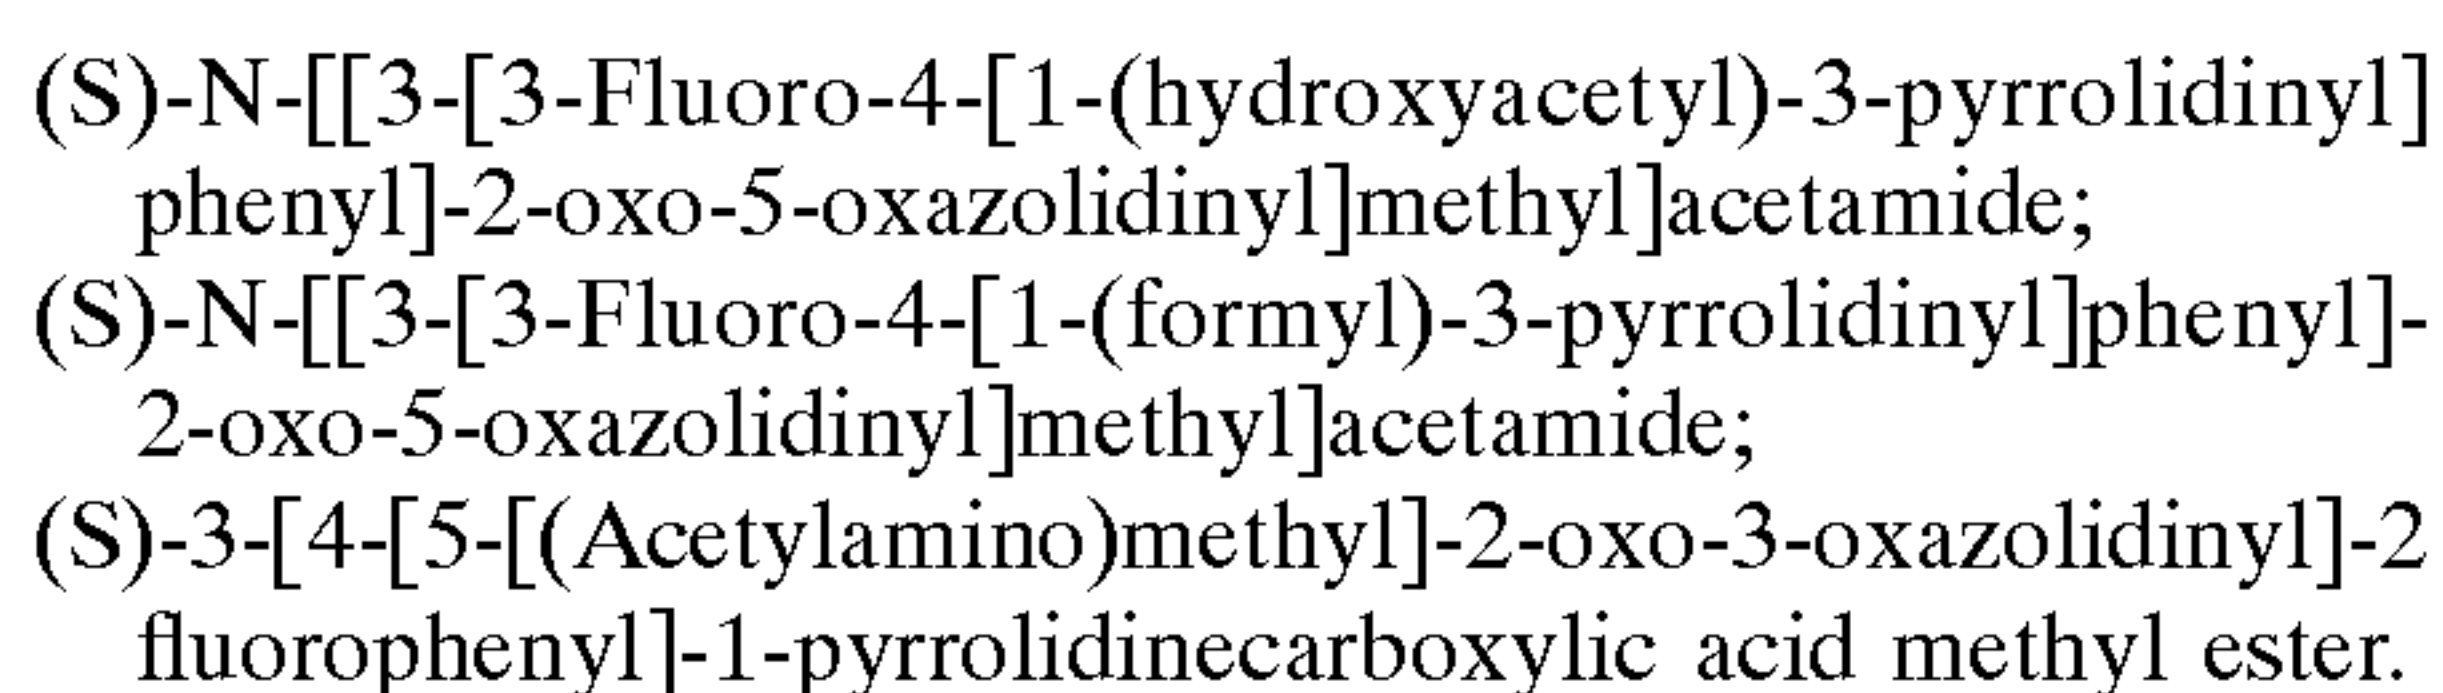 (S)-N-[[3-[3-Fluoro-4-[1-(hydroxyacetyl)-3-pyrrolidinyl]
phenyl]-2-oxo-5-oxazolidinyl]methyl]acetamide;
(S)-N-[[3-[3-Fluoro-4-[1-(formyl)-3-pyrrolidinyl]phenyl]-
2-oxo-5-oxazolidinyl]methyl]acetamide;
(S)-3-[4-[5-[(Acetylamino)methyl]-2-oxo-3-oxazolidinyl]-2
fluorophenyl]-1-pyrrolidinecarboxylic acid methyl ester.